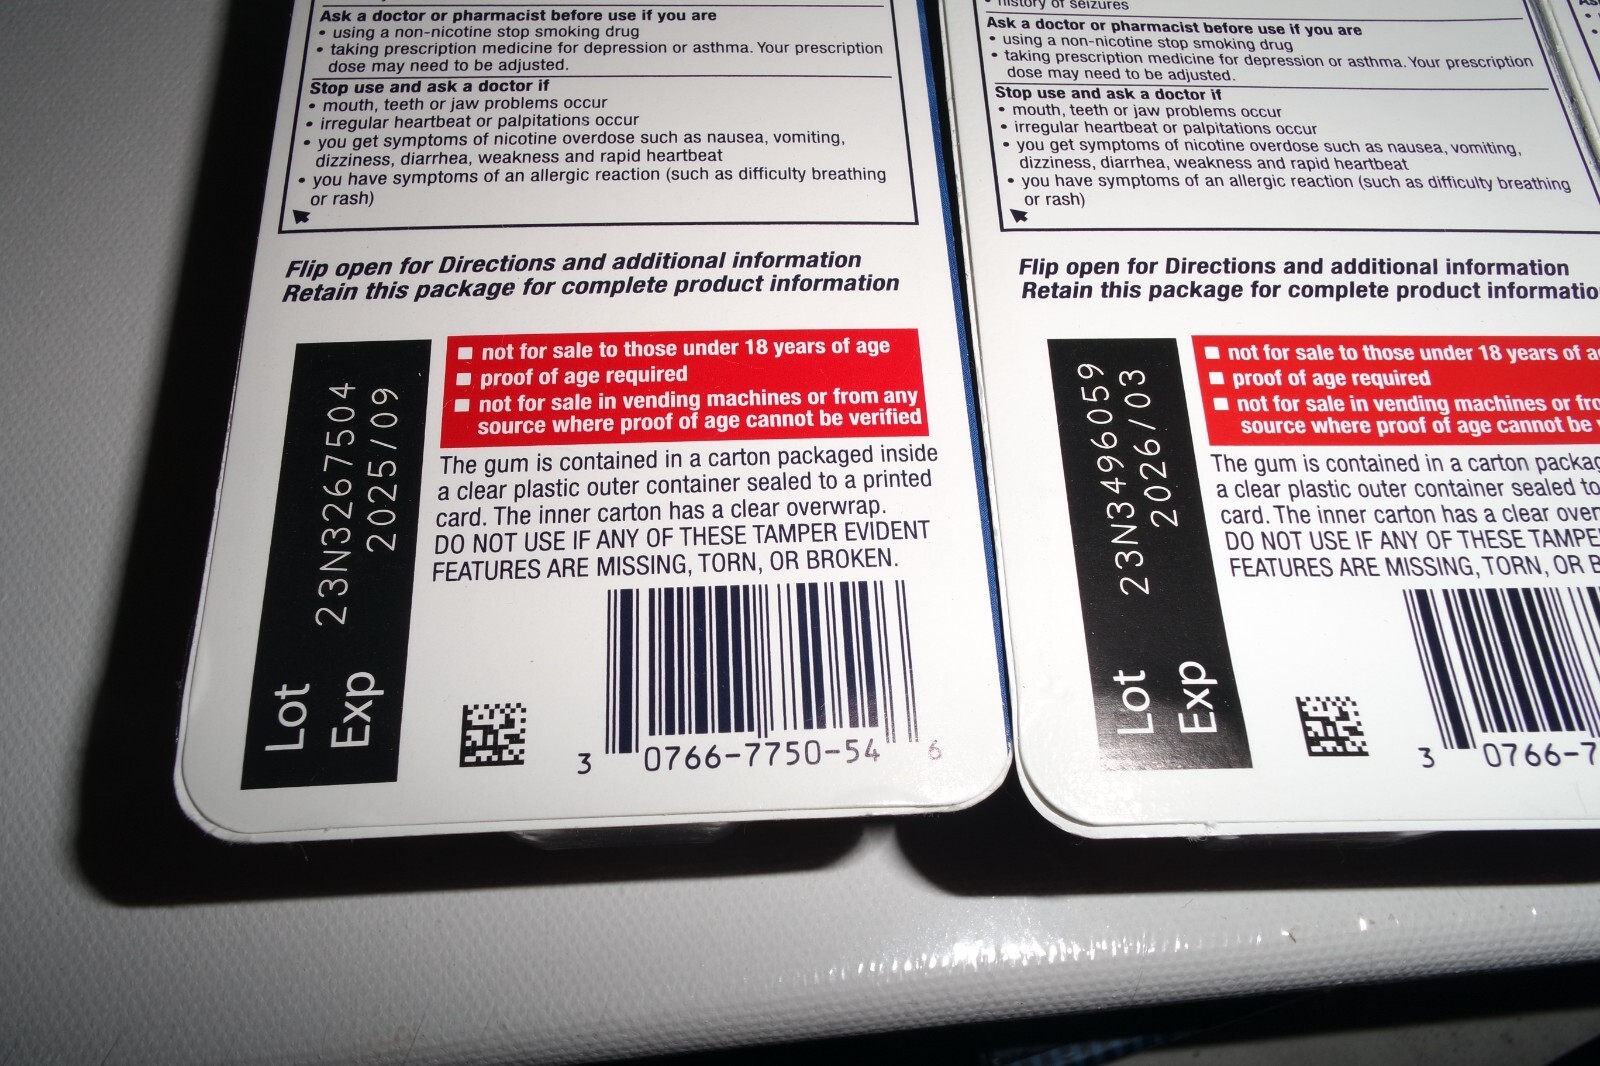 Ask a doctor or pharmacist before use if you are
• using a non-nicotine stop smoking drug
• taking prescription medicine for depression or asthma. Your prescription
dose may need to be adjusted.
Stop use and ask a doctor if
• mouth, teeth or jaw problems occur
• irregular heartbeat or palpitations occur
• you get symptoms of nicotine overdose such as nausea, vomiting,
dizziness, diarrhea, weakness and rapid heartbeat
• you have symptoms of an allergic reaction (such as difficulty breathing
or rash)
Flip open for Directions and additional information
Retain this package for complete product information
Lot 23N3267504
Exp 2025/09
not for sale to those under 18 years of age
proof of age required
not for sale in vending machines or from any
source where proof of age cannot be verified
The gum is contained in a carton packaged inside
a clear plastic outer container sealed to a printed
card. The inner carton has a clear overwrap.
DO NOT USE IF ANY OF THESE TAMPER EVIDENT
FEATURES ARE MISSING, TORN, OR BROKEN.
3 0766-7750-54 6
• history of seizures
Ask a doctor or pharmacist before use if you are
• using a non-nicotine stop smoking drug
• taking prescription medicine for depression or asthma. Your prescription
dose may need to be adjusted.
Stop use and ask a doctor if
• mouth, teeth or jaw problems occur
• irregular heartbeat or palpitations occur
• you get symptoms of nicotine overdose such as nausea, vomiting,
dizziness, diarrhea, weakness and rapid heartbeat
• you have symptoms of an allergic reaction (such as difficulty breathing
or rash)
Flip open for Directions and additional information
Retain this package for complete product informatio
Lot 23N3496059
Exp 2026/03
not for sale to those under 18 years of a
proof of age required
not for sale in vending machines or fro
source where proof of age cannot be
The gum is contained in a carton packag
a clear plastic outer container sealed to
card. The inner carton has a clear over
DO NOT USE IF ANY OF THESE TAMPE
FEATURES ARE MISSING, TORN, OR B
3 0766-7